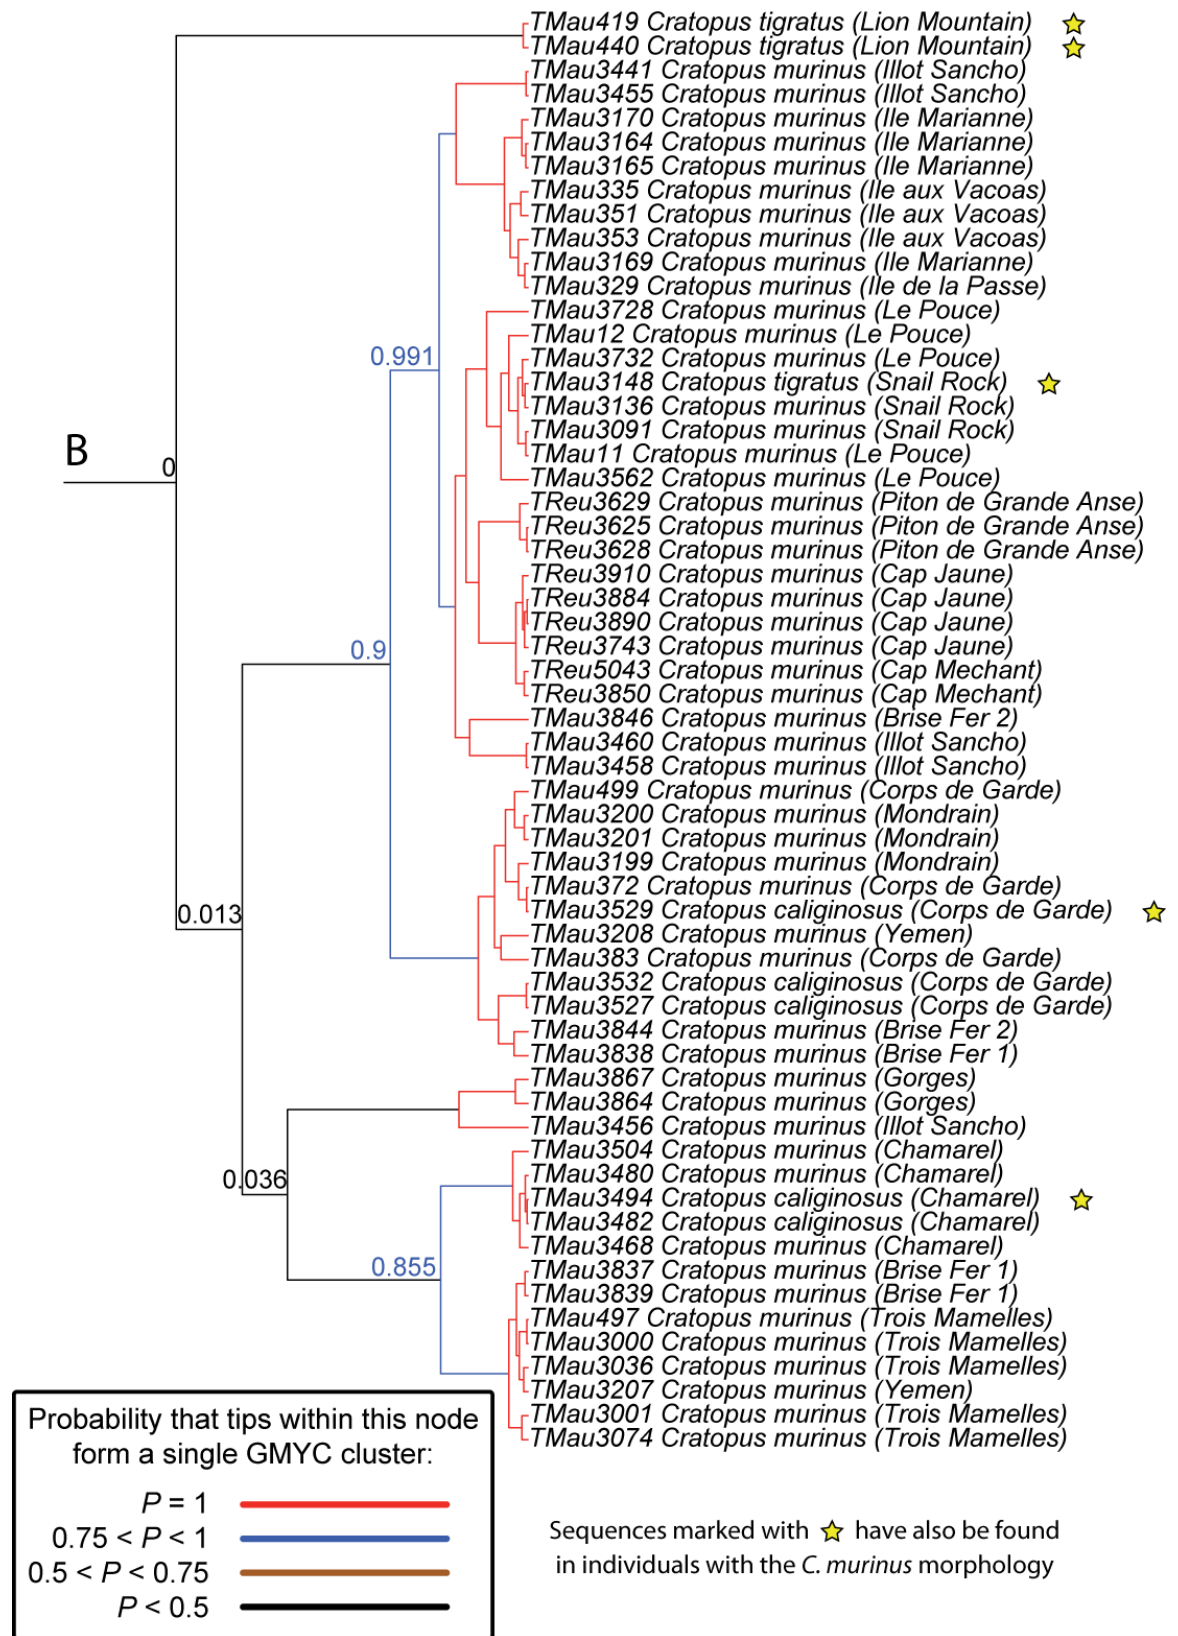 TMau419 Cratopus tigratus (Lion Mountain)
TMau440 Cratopus tigratus (Lion Mountain)
TMau3441 Cratopus murinus (Illot Sancho)
TMau3455 Cratopus murinus (Illot Sancho)
TMau3170 Cratopus murinus (Ile Marianne)
TMau3164 Cratopus murinus (Ile Marianne)
TMau3165 Cratopus murinus (Ile Marianne)
TMau335 Cratopus murinus (Ile aux Vacoas)
TMau351 Cratopus murinus (Ile aux Vacoas)
TMau353 Cratopus murinus (Ile aux Vacoas)
TMau3169 Cratopus murinus (Ile Marianne)
TMau329 Cratopus murinus (Ile de la Passe)
TMau3728 Cratopus murinus (Le Pouce)
TMau12 Cratopus murinus (Le Pouce)
0.991
TMau3732 Cratopus murinus (Le Pouce)
TMau3148 Cratopus tigratus (Snail Rock)
TMau3136 Cratopus murinus (Snail Rock)
TMau3091 Cratopus murinus (Snail Rock)
B
TMau11 Cratopus murinus (Le Pouce)
0
TMau3562 Cratopus murinus (Le Pouce)
TReu3629 Cratopus murinus (Piton de Grande Anse)
TReu3625 Cratopus murinus (Piton de Grande Anse)
TReu3628 Cratopus murinus (Piton de Grande Anse)
TReu3910 Cratopus murinus (Cap Jaune)
TReu3884 Cratopus murinus (Cap Jaune)
TReu3890 Cratopus murinus (Cap Jaune)
TReu3743 Cratopus murinus (Cap Jaune)
0.9
TReu5043 Cratopus murinus (Cap Mechant)
TReu3850 Cratopus murinus (Cap Mechant)
TMau3846 Cratopus murinus (Brise Fer 2)
TMau3460 Cratopus murinus (Illot Sancho)
TMau3458 Cratopus murinus (Illot Sancho)
TMau499 Cratopus murinus (Corps de Garde)
TMau3200 Cratopus murinus (Mondrain)
TMau3201 Cratopus murinus (Mondrain)
TMau3199 Cratopus murinus (Mondrain)
TMau372 Cratopus murinus (Corps de Garde)
TMau3529 Cratopus caliginosus (Corps de Garde)
0.013
TMau3208 Cratopus murinus (Yemen)
TMau383 Cratopus murinus (Corps de Garde)
TMau3532 Cratopus caliginosus (Corps de Garde)
TMau3527 Cratopus caliginosus (Corps de Garde)
TMau3844 Cratopus murinus (Brise Fer 2)
TMau3838 Cratopus murinus (Brise Fer 1)
TMau3867 Cratopus murinus (Gorges)
TMau3864 Cratopus murinus (Gorges)
TMau3456 Cratopus murinus (Illot Sancho)
TMau3504 Cratopus murinus (Chamarel)
TMau3480 Cratopus murinus (Chamarel)
0.036
TMau3494 Cratopus caliginosus (Chamarel)
TMau3482 Cratopus caliginosus (Chamarel)
TMau3468 Cratopus murinus (Chamarel)
0.855
TMau3837 Cratopus murinus (Brise Fer 1)
TMau3839 Cratopus murinus (Brise Fer 1)
TMau497 Cratopus murinus (Trois Mamelles)
TMau3000 Cratopus murinus (Trois Mamelles)
TMau3036 Cratopus murinus (Trois Mamelles)
TMau3207 Cratopus murinus (Yemen)
TMau3001 Cratopus murinus (Trois Mamelles)
TMau3074 Cratopus murinus (Trois Mamelles)
Probability that tips within this node
form a single GMYC cluster:
P = 1
0.75 < P < 1
0.5 < P < 0.75
P < 0.5
Sequences marked with have also be found
in individuals with the C. murinus morphology